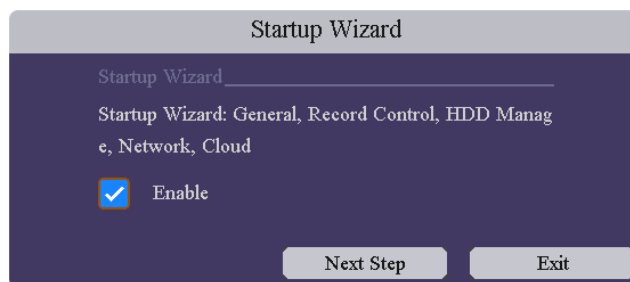 Startup Wizard
Startup Wizard
Startup Wizard: General, Record Control, HDD Manag
e, Network, Cloud
Enable
Next Step Exit